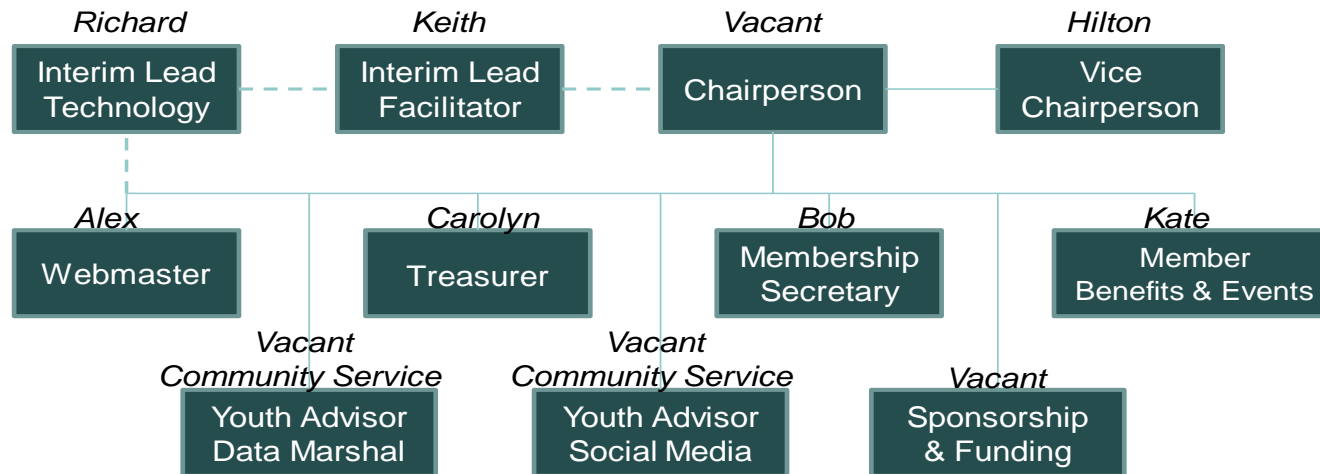 Richard
Interim Lead
Technology
Keith
Interim Lead
Facilitator
Vacant
Chairperson
Hilton
Vice
Chairperson
Alex
Webmaster
Carolyn
Treasurer
Bob
Membership
Secretary
Kate
Member
Benefits & Events
Vacant
Community Service
Youth Advisor
Data Marshal
Vacant
Community Service
Youth Advisor
Social Media
Vacant
Sponsorship
& Funding